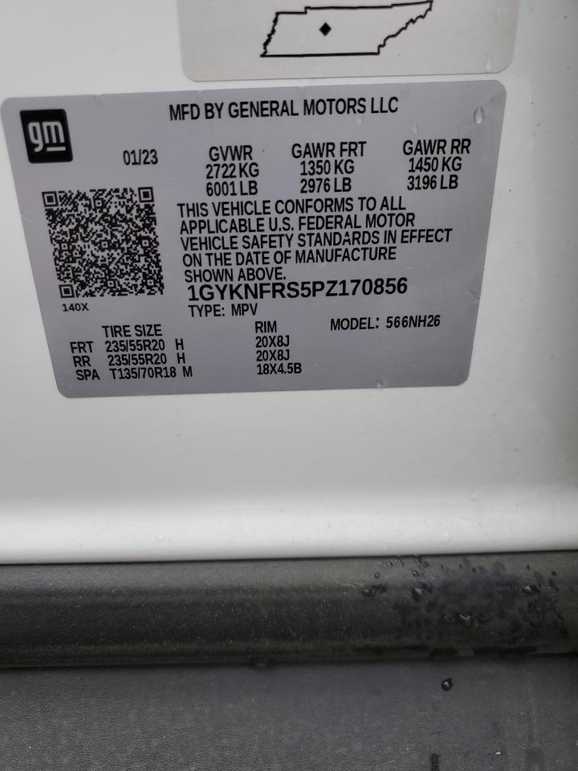 MFD BY GENERAL MOTORS LLC
gm
01/23
GVWR GAWR FRT GAWR RR
2722 KG 1350 KG 1450 KG
6001 LB 2976 LB 3196 LB
THIS VEHICLE CONFORMS TO ALL
APPLICABLE U.S. FEDERAL MOTOR
VEHICLE SAFETY STANDARDS IN EFFECT
ON THE DATE OF MANUFACTURE
SHOWN ABOVE.
1GYKNFRS5PZ170856
140X
TYPE: MPV
TIRE SIZE RIM MODEL: 566NH26
FRT 235/55R20 H 20X8J
RR 235/55R20 H 20X8J
SPA T135/70R18 M 18X4.5B